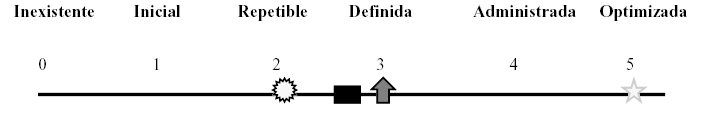 Inexistente Inicial Repetible Definida Administrada Optimizada
0 1 2 3 4 5